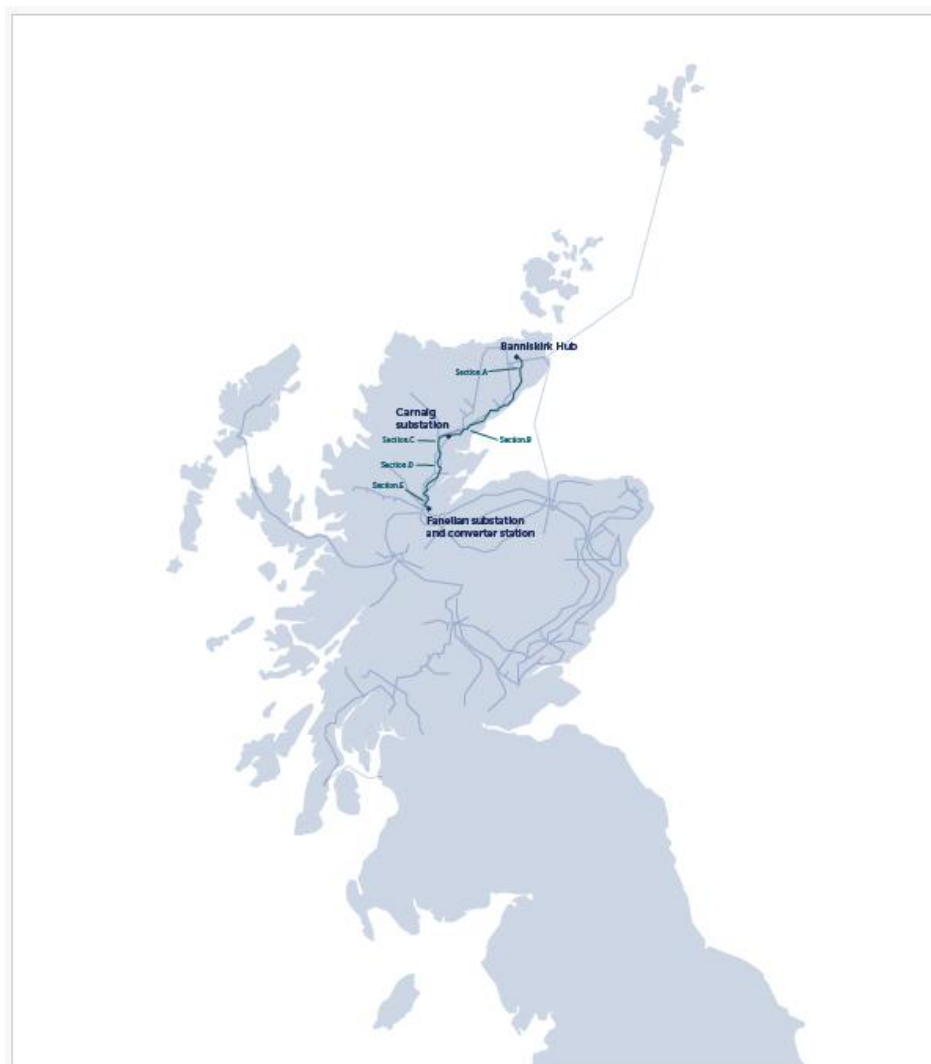 Banniskirk Hub
Section A
Carnaig
substation
Section C
Section B
Section D
Section E
Fanellan substation
and converter station